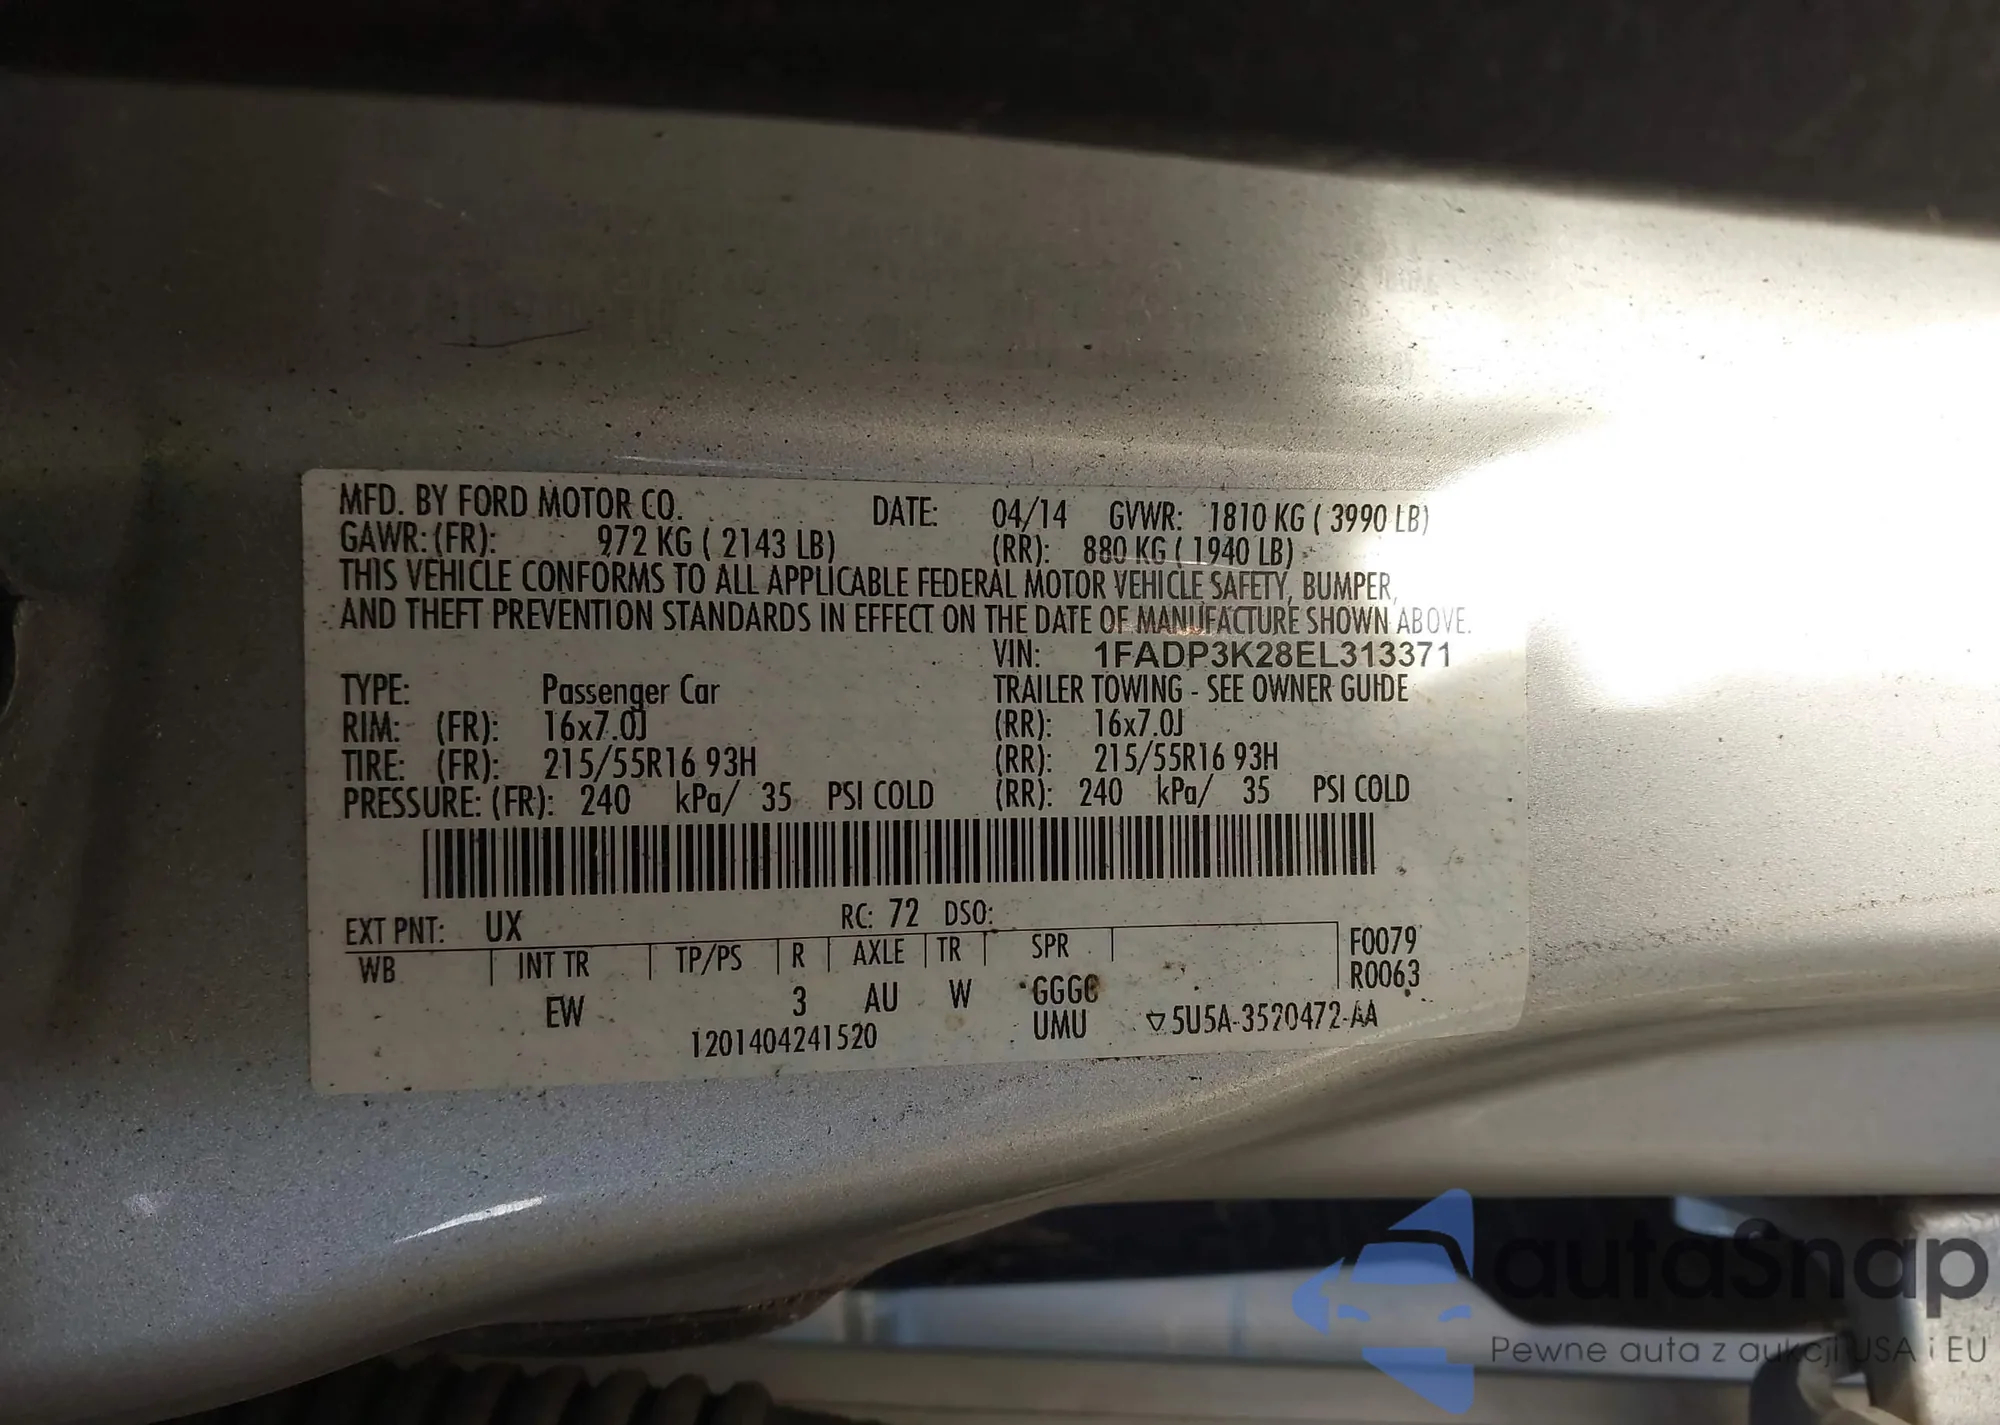 MFD. BY FORD MOTOR CO. DATE: 04/14 GVWR: 1810 KG ( 3990 LB)
GAWR: (FR): 972 KG ( 2143 LB) (RR): 880 KG ( 1940 LB)
THIS VEHICLE CONFORMS TO ALL APPLICABLE FEDERAL MOTOR VEHICLE SAFETY, BUMPER,
AND THEFT PREVENTION STANDARDS IN EFFECT ON THE DATE OF MANUFACTURE SHOWN ABOVE.
VIN: 1FADP3K28EL313371
TYPE: Passenger Car TRAILER TOWING - SEE OWNER GUIDE
RIM: (FR): 16x7.0J (RR): 16x7.0J
TIRE: (FR): 215/55R16 93H (RR): 215/55R16 93H
PRESSURE: (FR): 240 kPa/ 35 PSI COLD (RR): 240 kPa/ 35 PSI COLD
EXT PNT: UX RC: 72 DSO:
WB INT TR TP/PS R AXLE TR SPR F0079
R0063
EW 3 AU W GGGC
1201404241520 UMU ▽5U5A-3520472-AA
autaSnap
Pewne auta z aukcji USA i EU